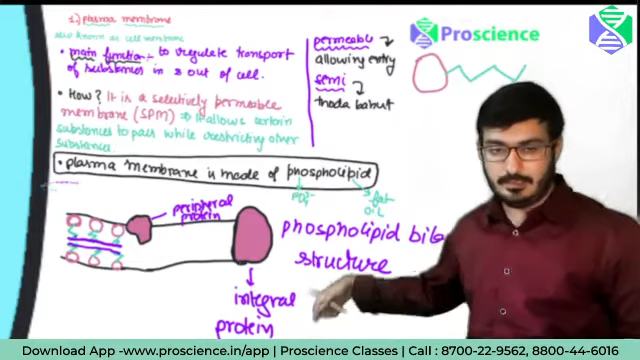 1.) plasma membrane
also known as cell membrane
• main function :- to regulate transport
of substances in & out of cell.
• How? It is a selectively permeable
membrane (SPM) ⇒ It allows certain
substances to pass while restricting other
substances.
• plasma membrane is made of phospholipid
PO₄³⁻
fat
oil
peripheral
protein
phospholipid bila
structure
integral
protein
permeable
allowing entry
semi
thoda bahut
Proscience
Download App -www.proscience.in/app | Proscience Classes | Call : 8700-22-9562, 8800-44-6016